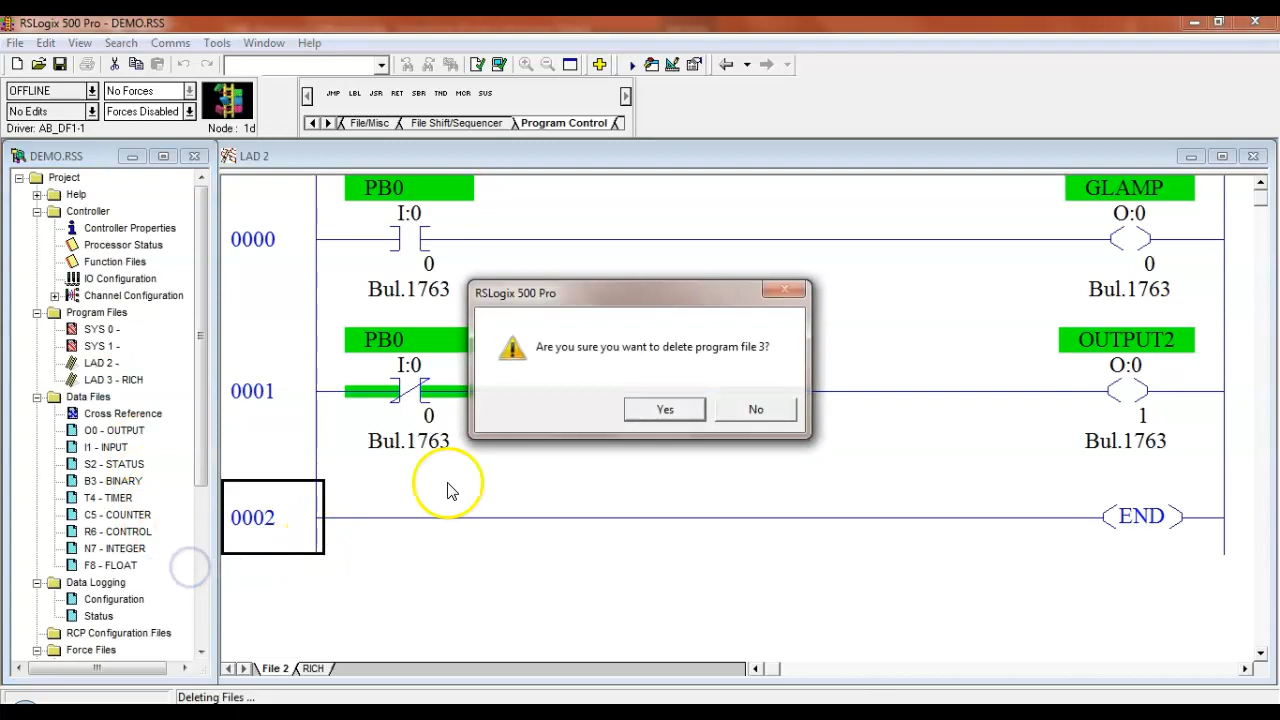 RSLogix 500 Pro - DEMO.RSS
File Edit View Search Comms Tools Window Help
OFFLINE No Forces
No Edits Forces Disabled
Driver: AB_DF1-1 Node : 1d
JMP LBL JSR RET SBR TND MCR SUS
File/Misc File Shift/Sequencer Program Control
DEMO.RSS
Project
Help
Controller
Controller Properties
Processor Status
Function Files
IO Configuration
Channel Configuration
Program Files
SYS 0 -
SYS 1 -
LAD 2 -
LAD 3 - RICH
Data Files
Cross Reference
O0 - OUTPUT
I1 - INPUT
S2 - STATUS
B3 - BINARY
T4 - TIMER
C5 - COUNTER
R6 - CONTROL
N7 - INTEGER
F8 - FLOAT
Data Logging
Configuration
Status
RCP Configuration Files
Force Files
LAD 2
PB0 GLAMP
I:0 O:0
0000
0 0
Bul.1763 Bul.1763
PB0 OUTPUT2
I:0 O:0
0001
0 1
Bul.1763 Bul.1763
0002 END
RSLogix 500 Pro
Are you sure you want to delete program file 3?
Yes No
File 2 RICH
Deleting Files ...